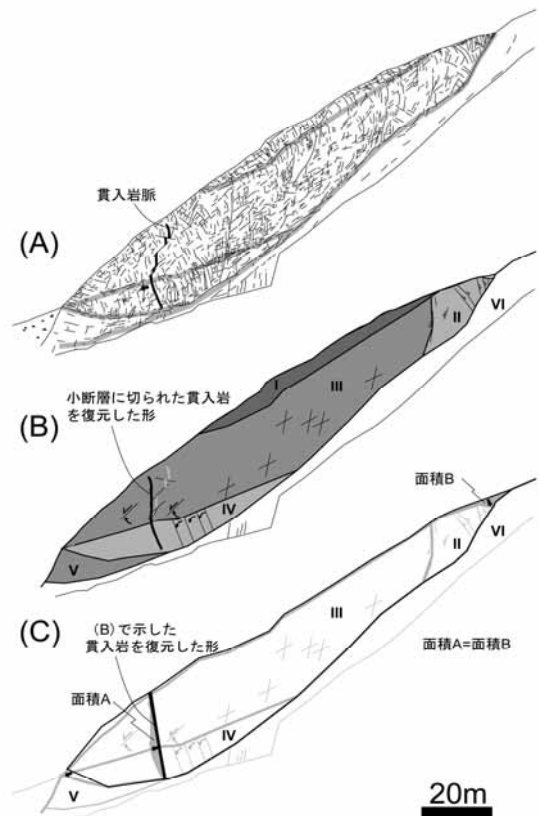 貫入岩脈
(A)
II
VI
I
III
小断層に切られた貫入岩
を復元した形
(B)
IV
面積B
V
II
VI
(C)
(B)で示した
貫入岩を復元した形
III
面積A=面積B
面積A
IV
V
20m